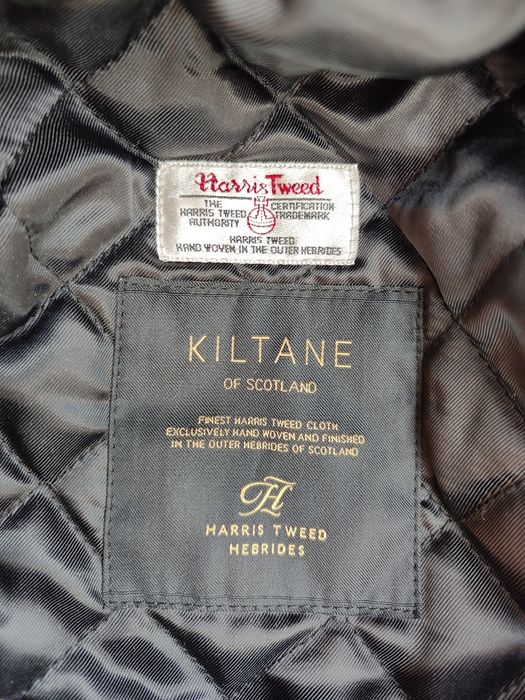 Harris Tweed
THE CERTIFICATION
HARRIS TWEED TRADEMARK
AUTHORITY
HARRIS TWEED
HAND WOVEN IN THE OUTER HEBRIDES
KILTANE
OF SCOTLAND
FINEST HARRIS TWEED CLOTH
EXCLUSIVELY HAND WOVEN AND FINISHED
IN THE OUTER HEBRIDES OF SCOTLAND
H
HARRIS TWEED
HEBRIDES